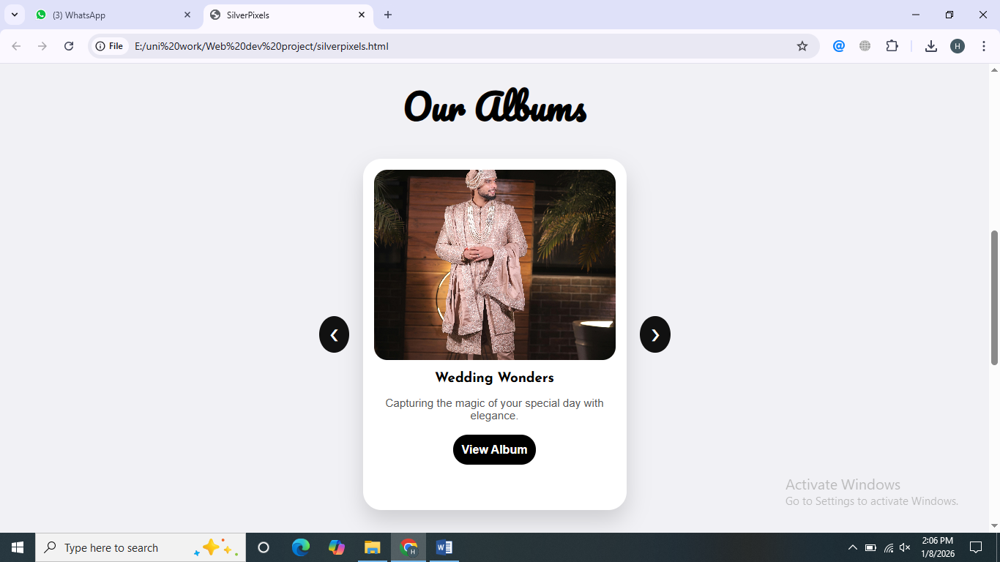 (3) WhatsApp
SilverPixels
File
E:/uni%20work/Web%20dev%20project/silverpixels.html
@
H
Our Albums
‹
›
Wedding Wonders
Capturing the magic of your special day with
elegance.
View Album
Activate Windows
Go to Settings to activate Windows.
Type here to search
H
W
2:06 PM
1/8/2026